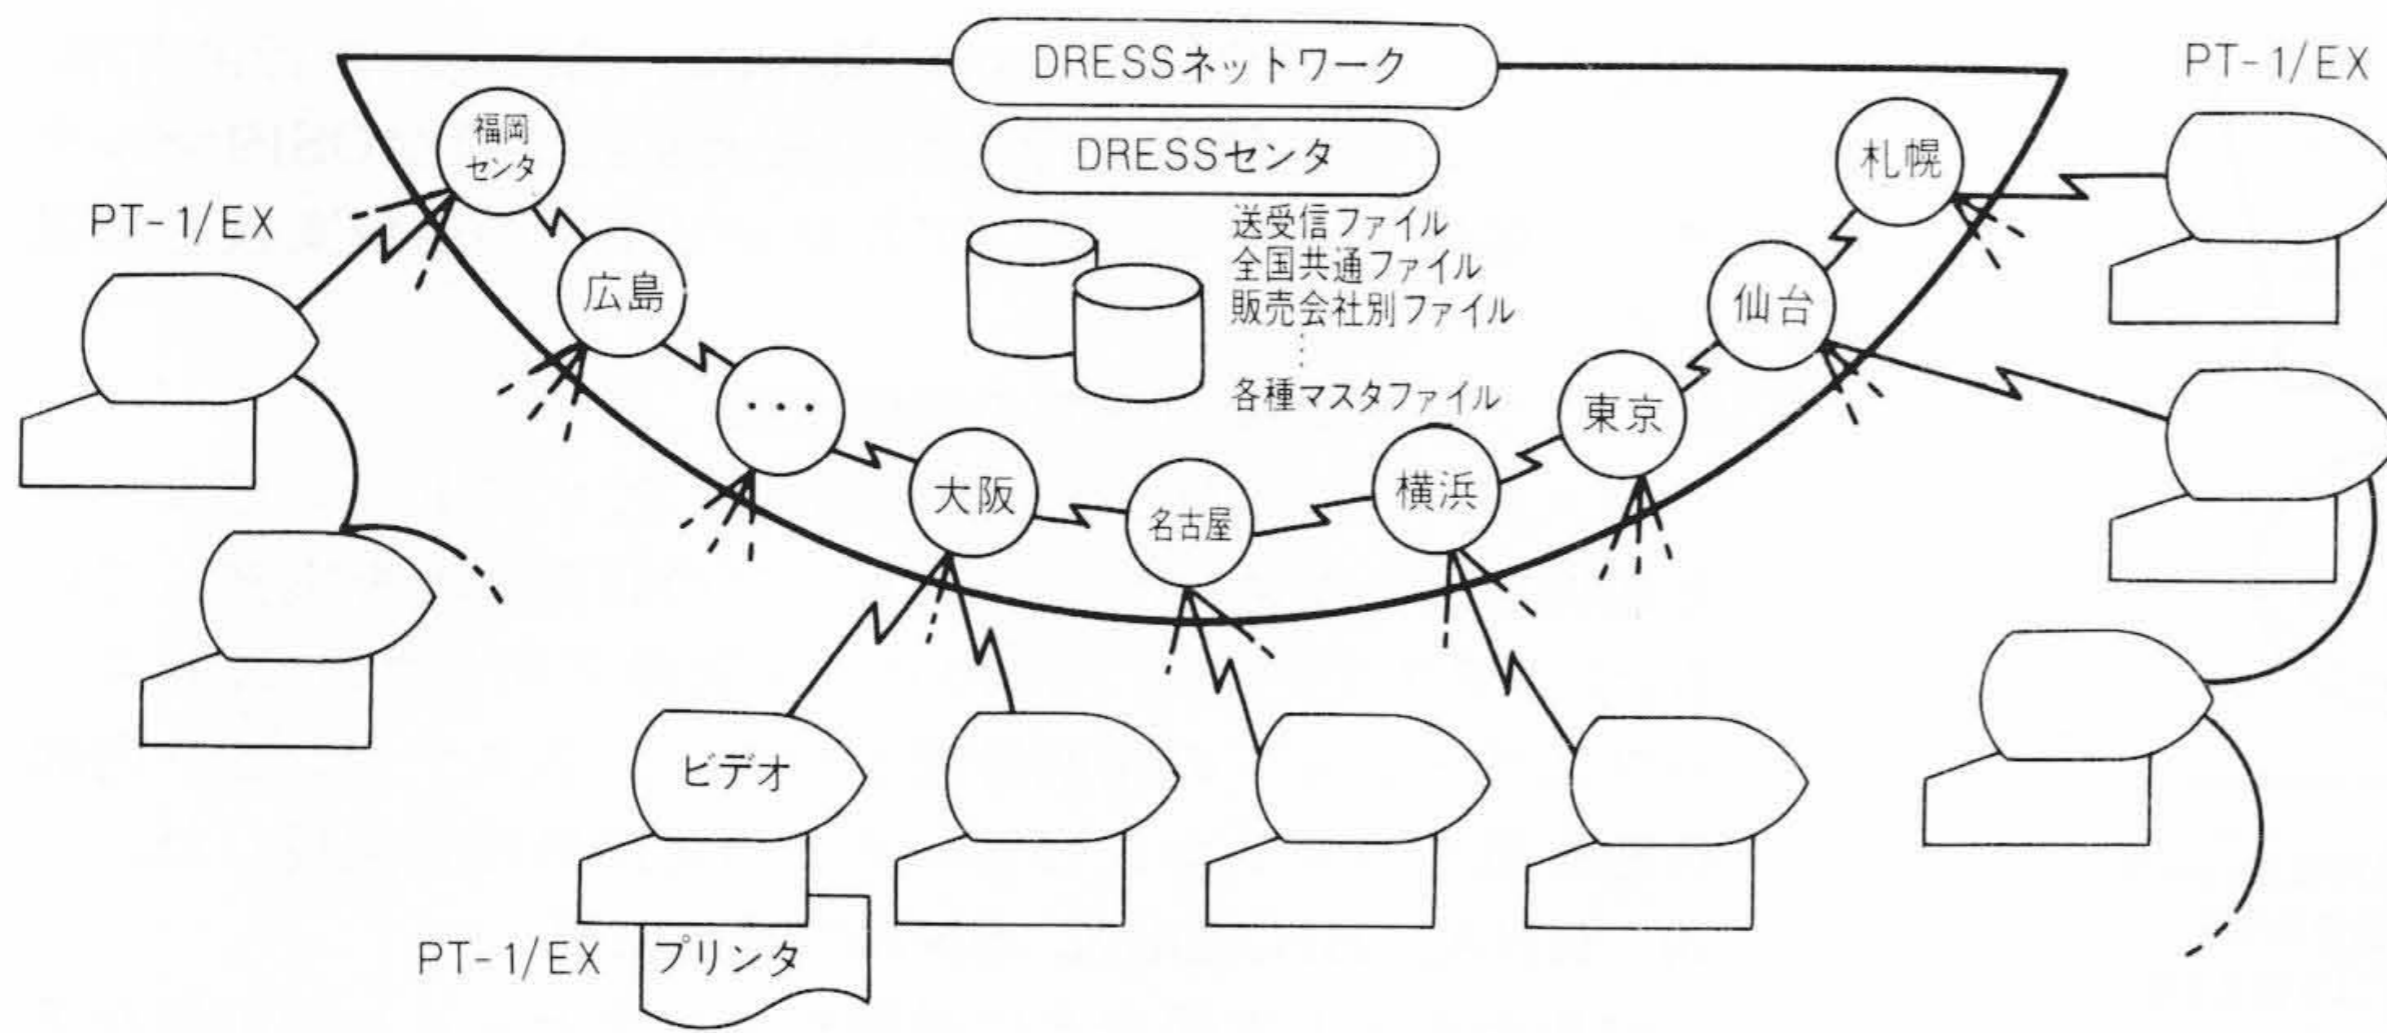 DRESSネットワーク
DRESSセンタ
送受信ファイル
全国共通ファイル
販売会社別ファイル
⋮
各種マスタファイル
福岡
センタ
広島
・・・
大阪
名古屋
横浜
東京
仙台
札幌
PT-1/EX
PT-1/EX
ビデオ
PT-1/EX
プリンタ